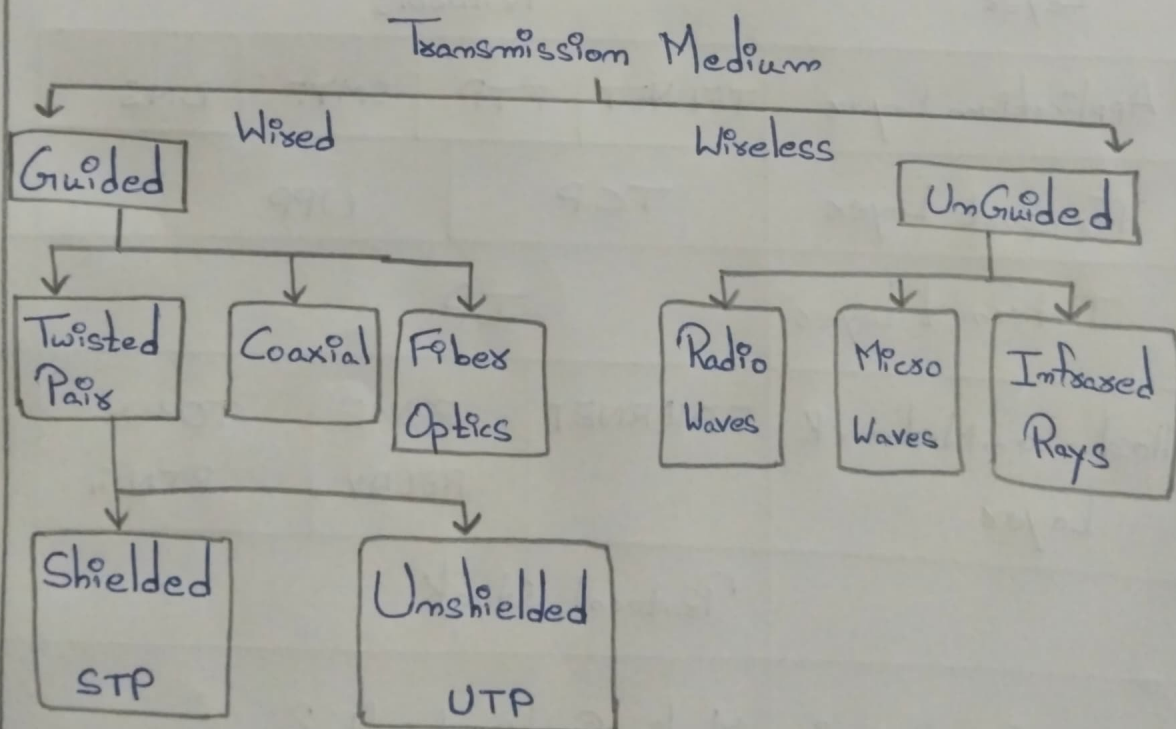 Transmission Medium
Wired
Wireless
Guided
UnGuided
Twisted
Pair
Coaxial
Fiber
Optics
Radio
Waves
Micro
Waves
Infrared
Rays
Shielded
STP
Unshielded
UTP